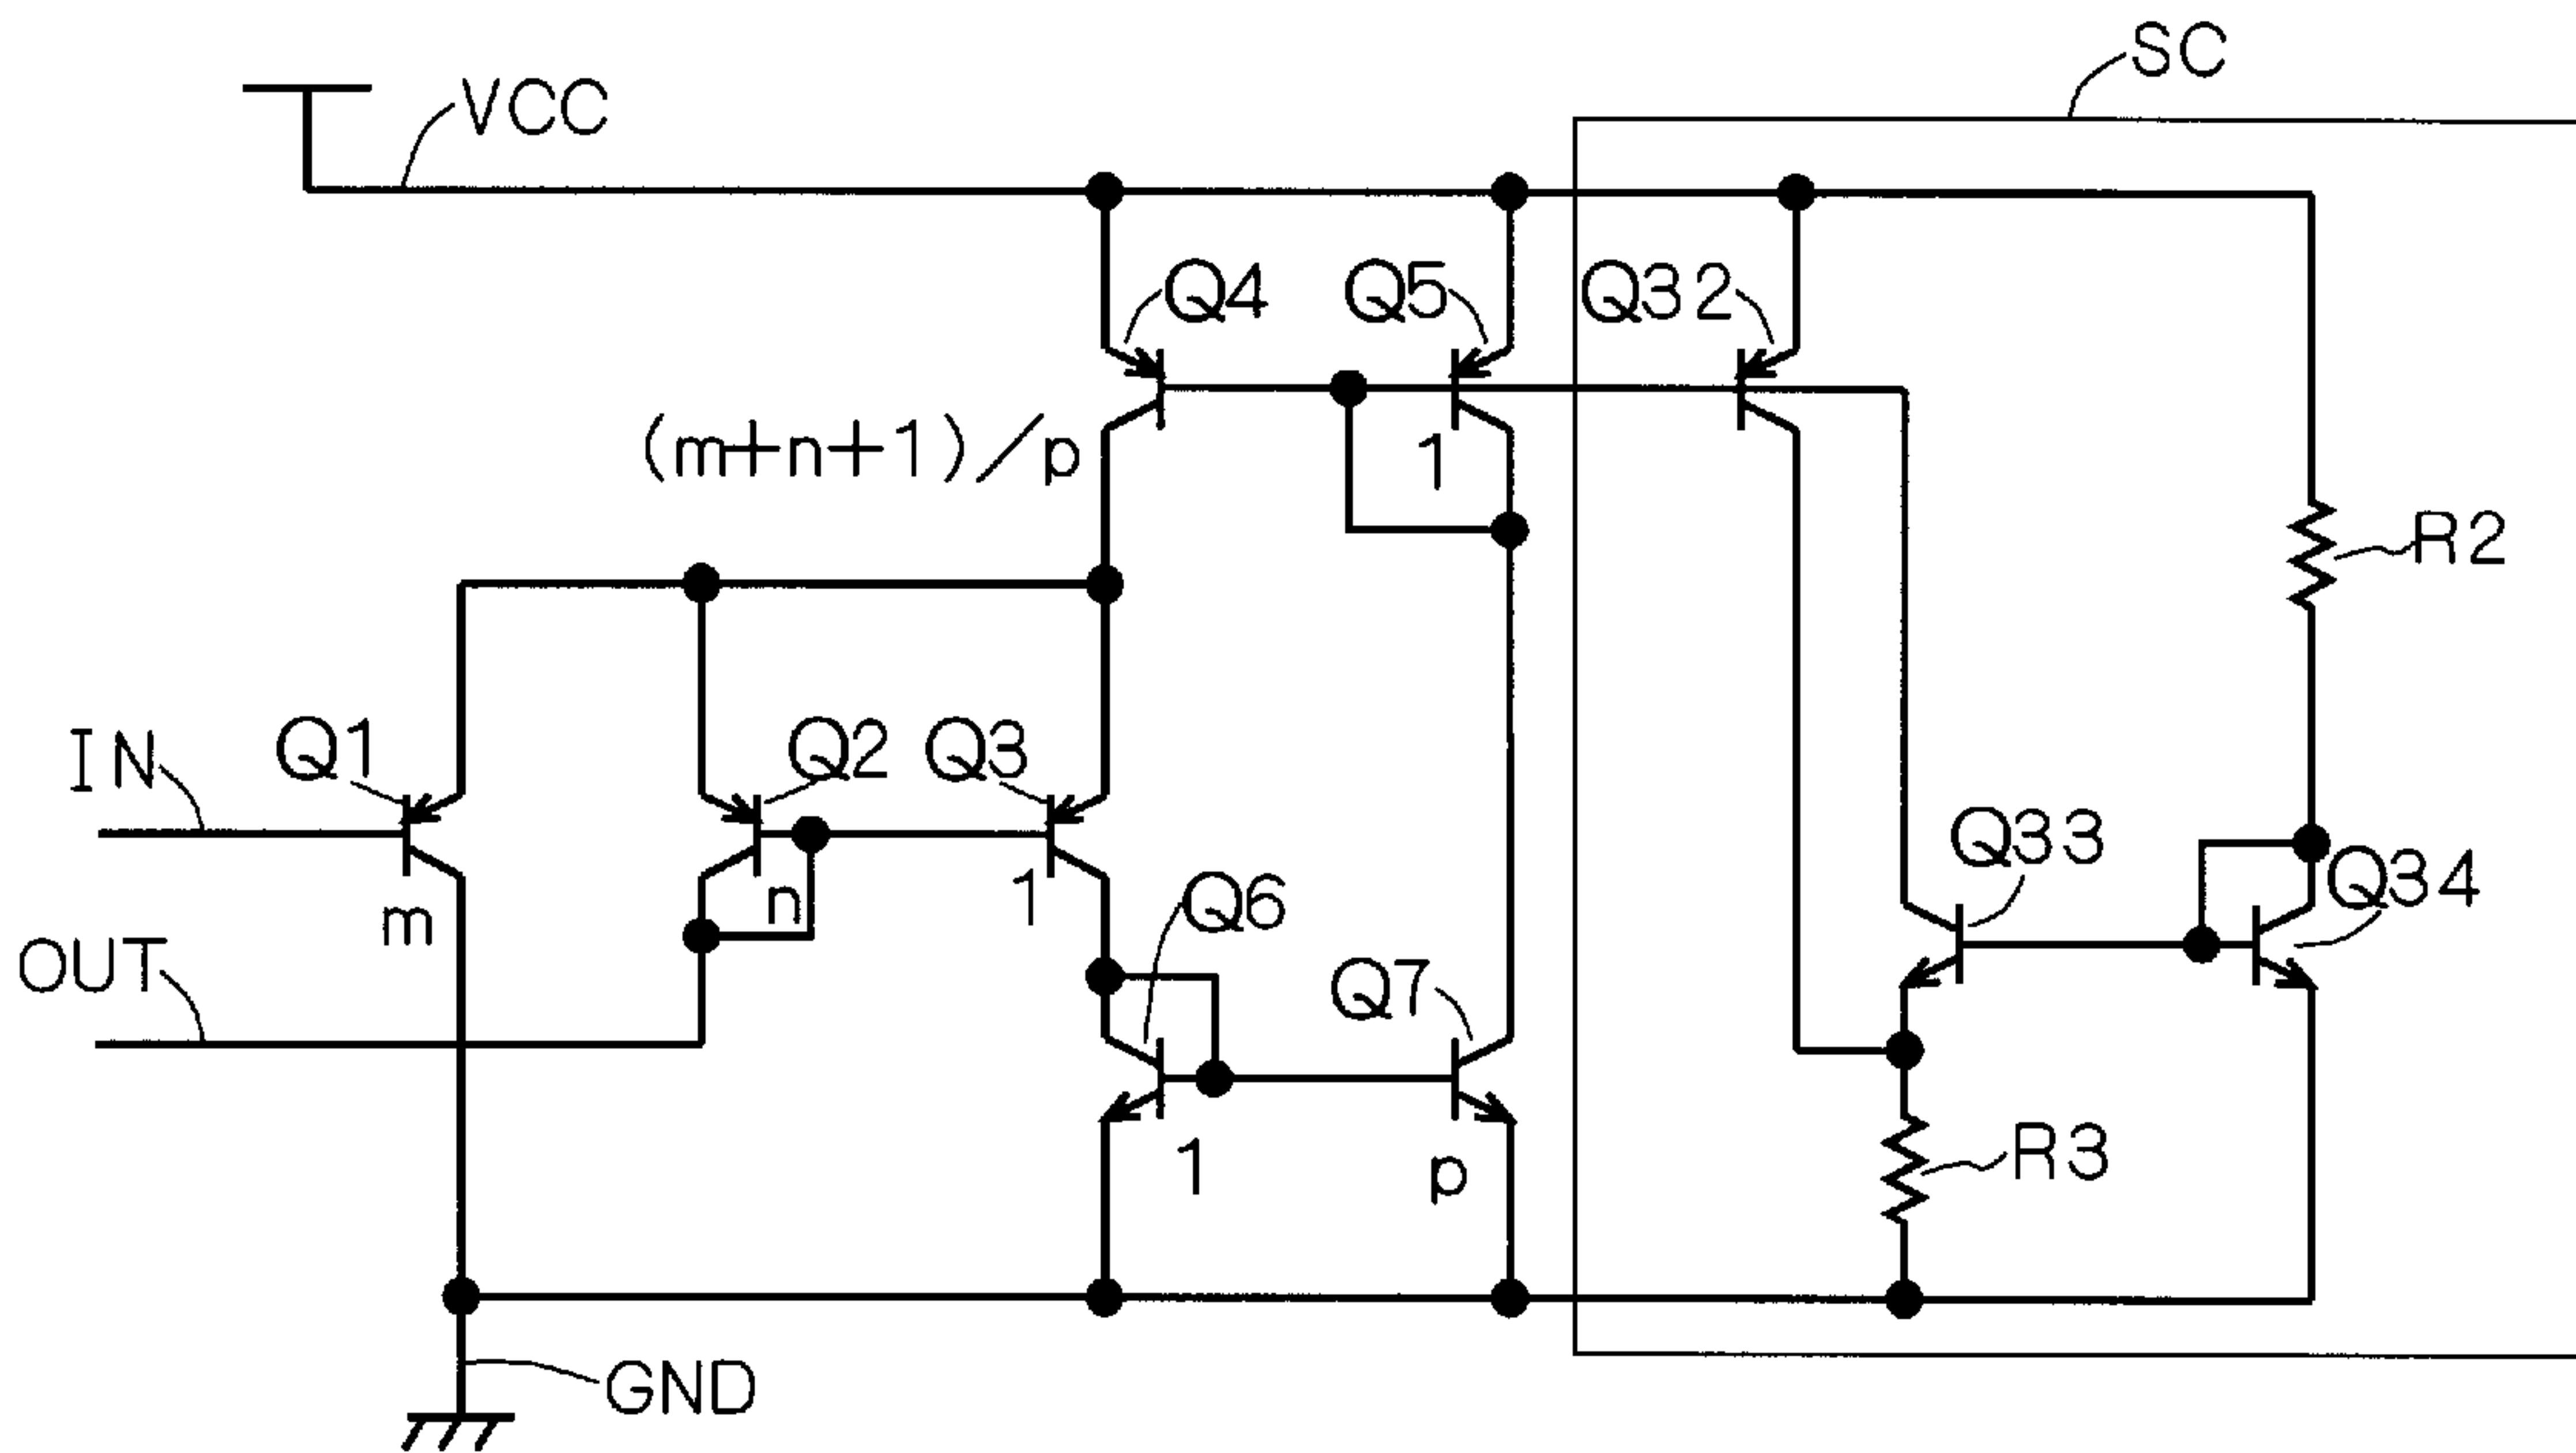 SC
VCC
Q4
Q5
Q32
(m+n+1)/p
1
R2
IN
Q1
Q2
Q3
Q33
Q34
m
n
1
Q6
OUT
Q7
1
p
R3
GND